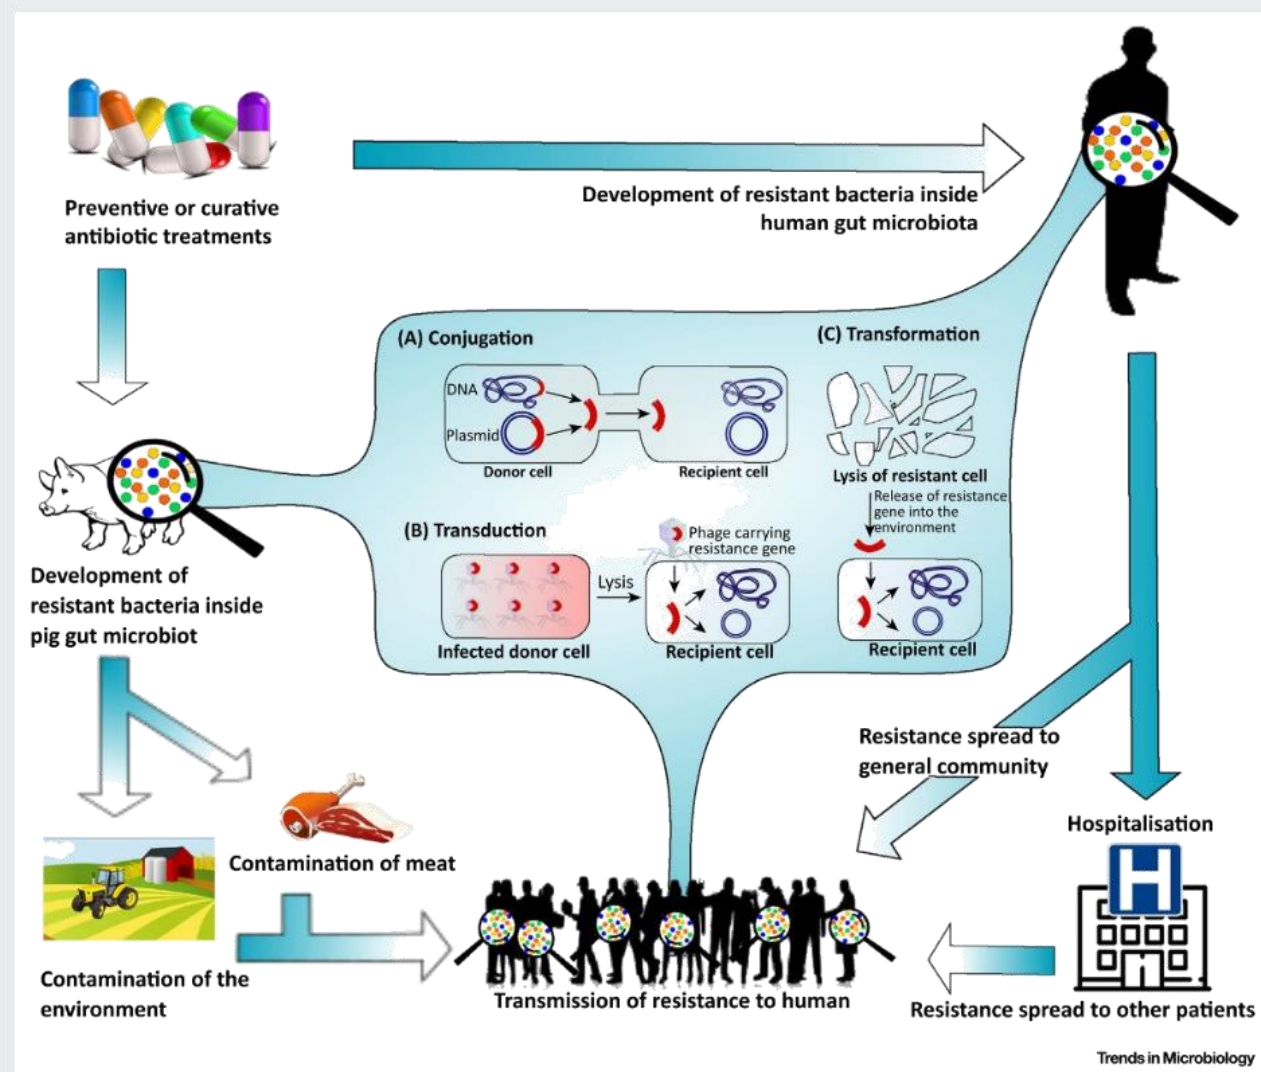 Preventive or curative
antibiotic treatments
Development of resistant bacteria inside
human gut microbiota
(A) Conjugation
DNA
Plasmid
Donor cell
Recipient cell
(C) Transformation
Lysis of resistant cell
Release of resistance
gene into the
environment
Recipient cell
(B) Transduction
Phage carrying
resistance gene
Lysis
Infected donor cell
Recipient cell
Development of
resistant bacteria inside
pig gut microbiot
Resistance spread to
general community
Hospitalisation
H
Contamination of meat
Contamination of the
environment
Transmission of resistance to human
Resistance spread to other patients
Trends in Microbiology